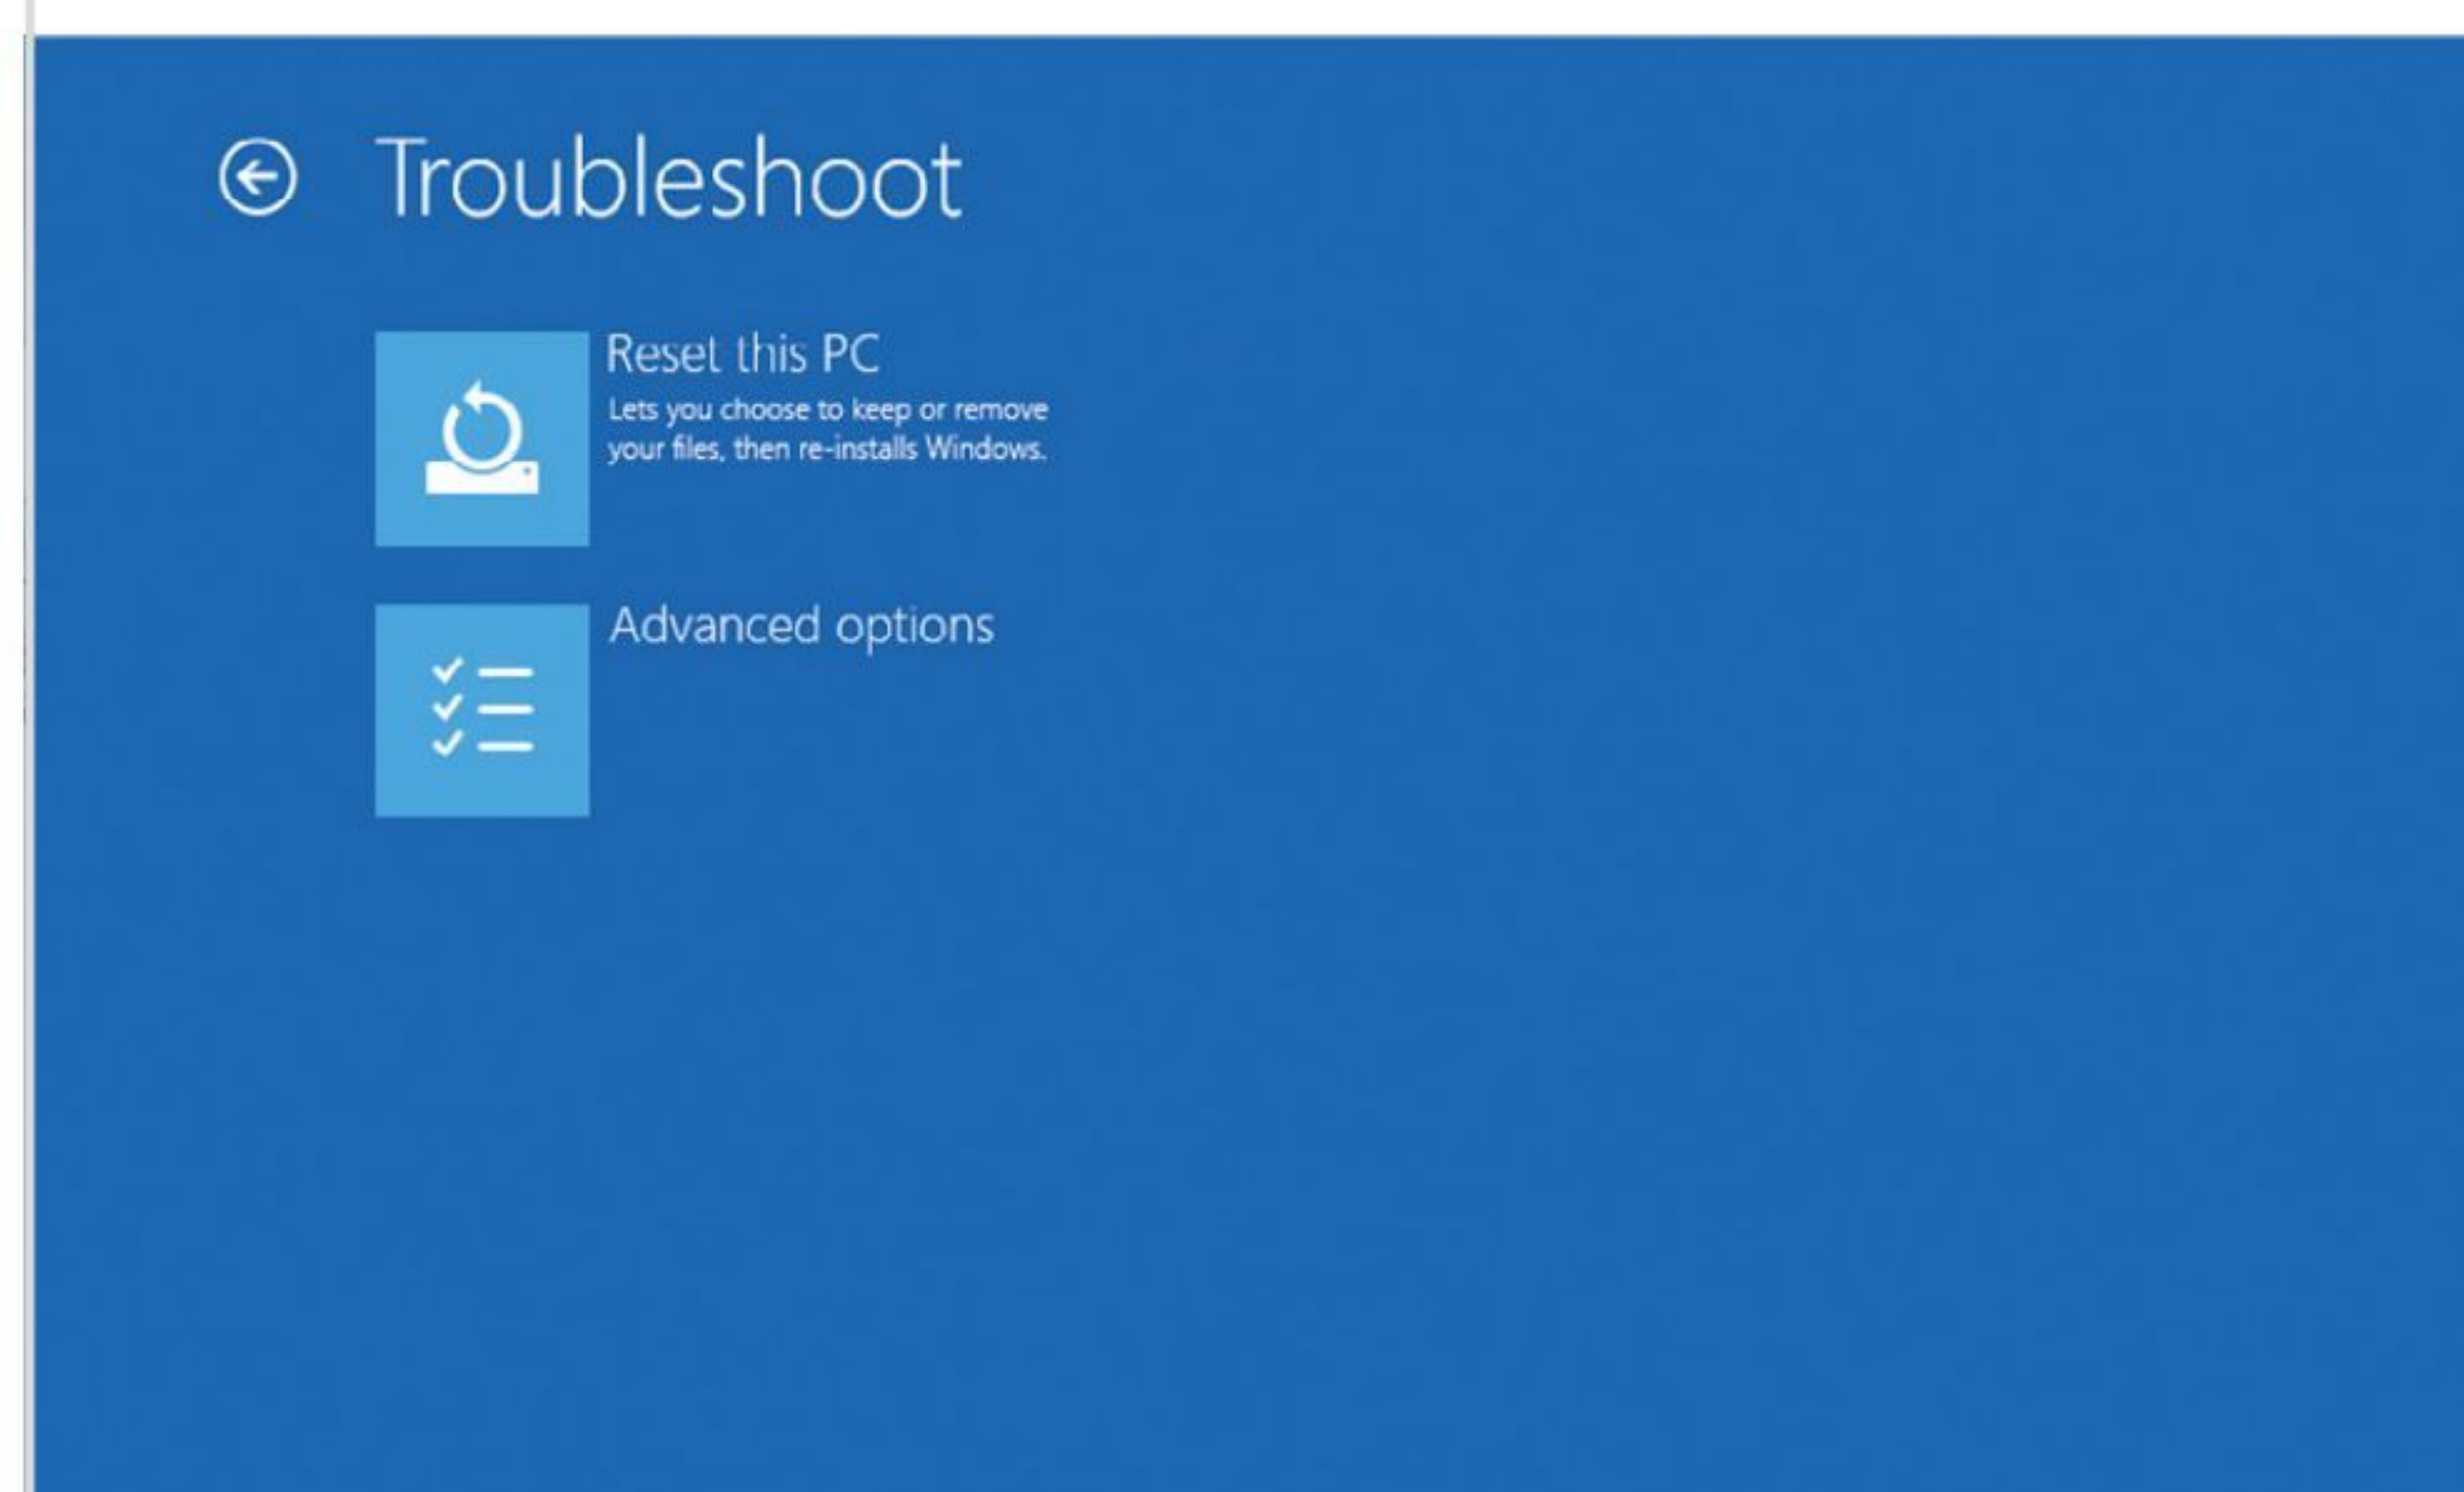 Troubleshoot
Reset this PC
Lets you choose to keep or remove
your files, then re-installs Windows.
Advanced options